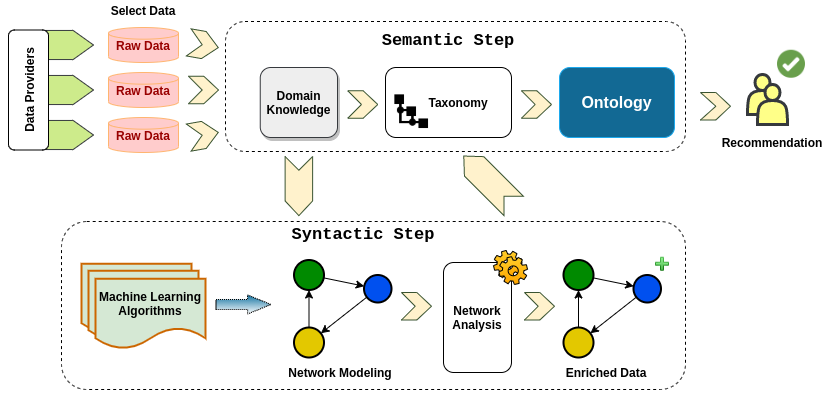 Select Data
Data Providers
Raw Data
Raw Data
Raw Data
Semantic Step
Domain
Knowledge
Taxonomy
Ontology
Recommendation
Syntactic Step
Machine Learning
Algorithms
Network Modeling
Network
Analysis
Enriched Data